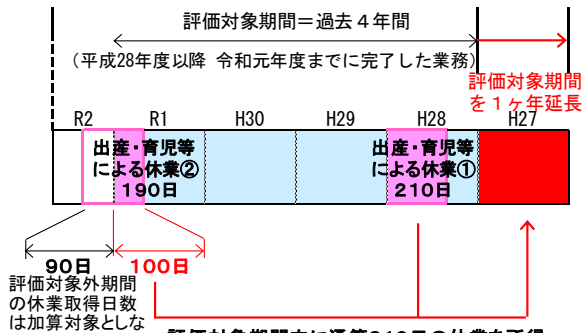 評価対象期間＝過去４年間
（平成28年度以降 令和元年度までに完了した業務）
評価対象期間
を１ヶ年延長
R2 R1 H30 H29 H28 H27
出産・育児等
による休業②
１９０日
出産・育児等
による休業①
２１０日
90日 100日
評価対象外期間
の休業取得日数
は加算対象としな